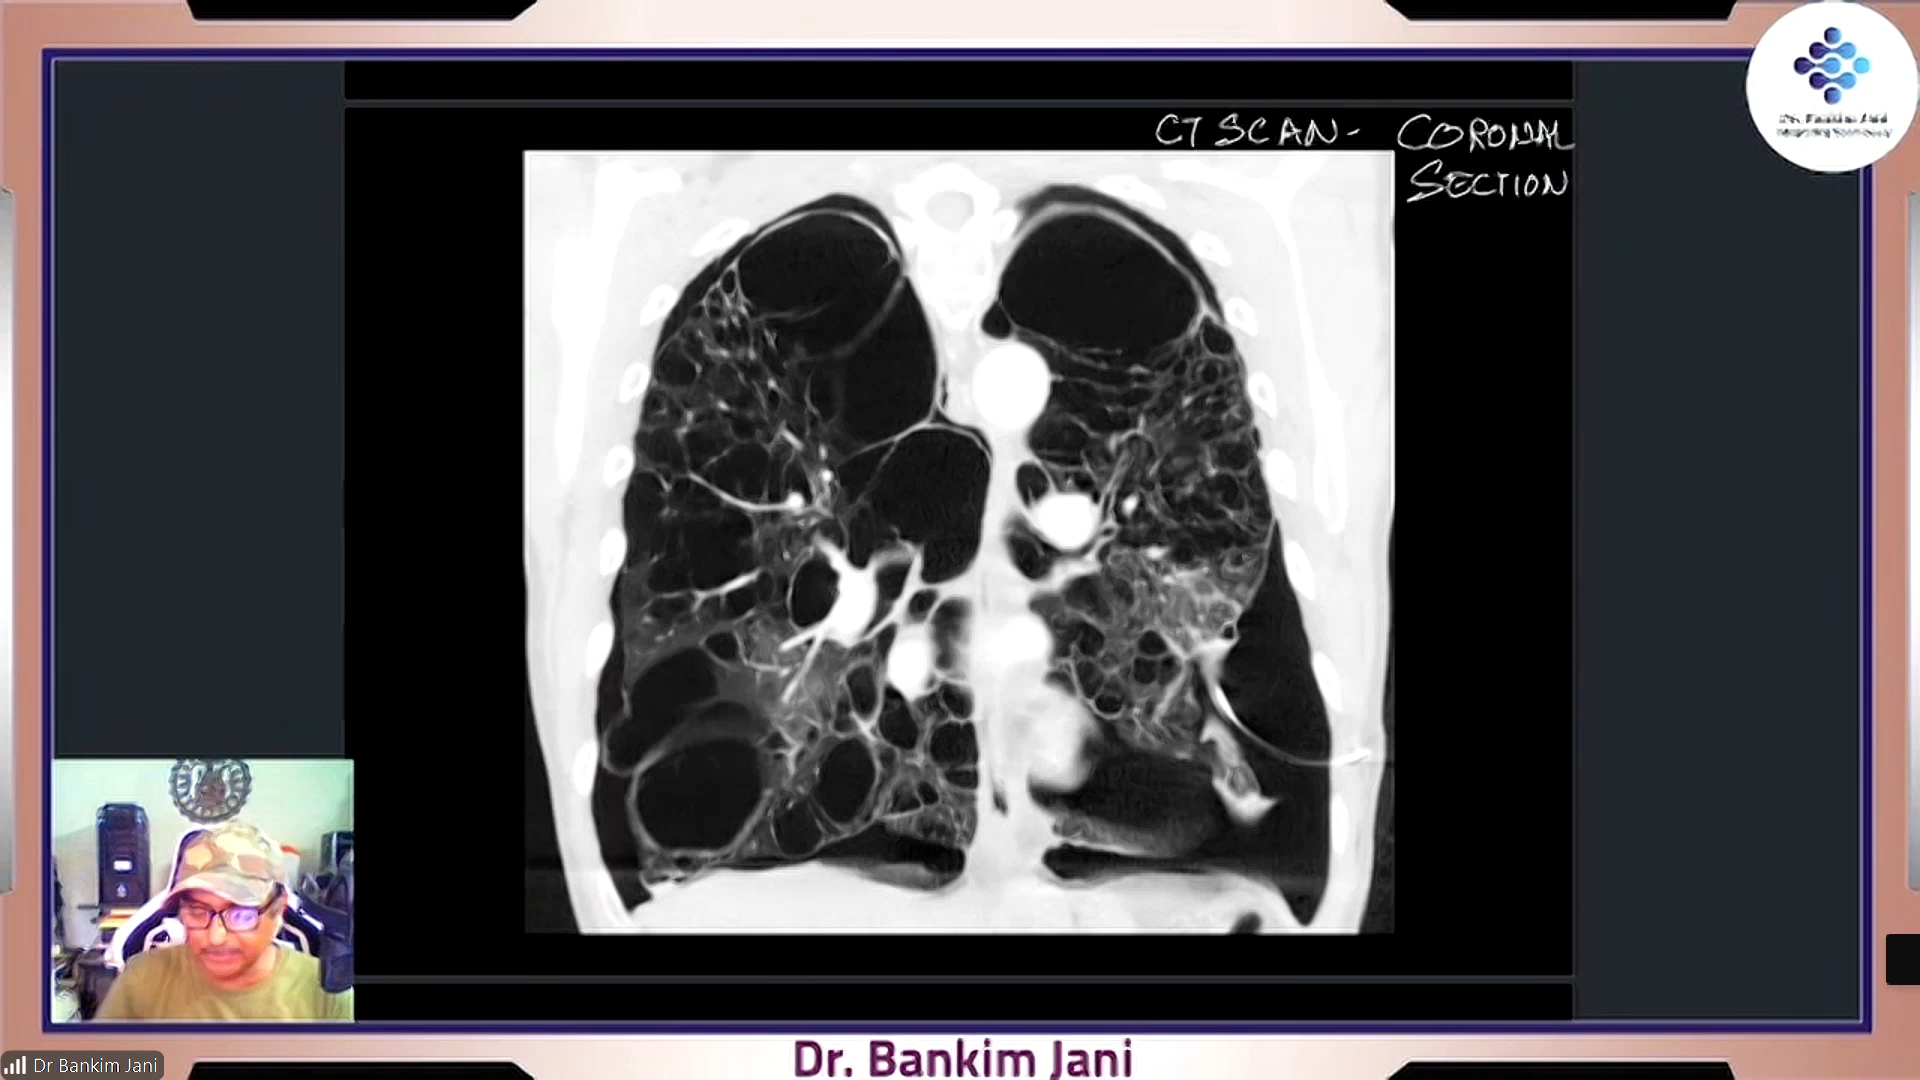 CT SCAN- CORONAL
SECTION
Dr Bankim Jani
Dr. Bankim Jani